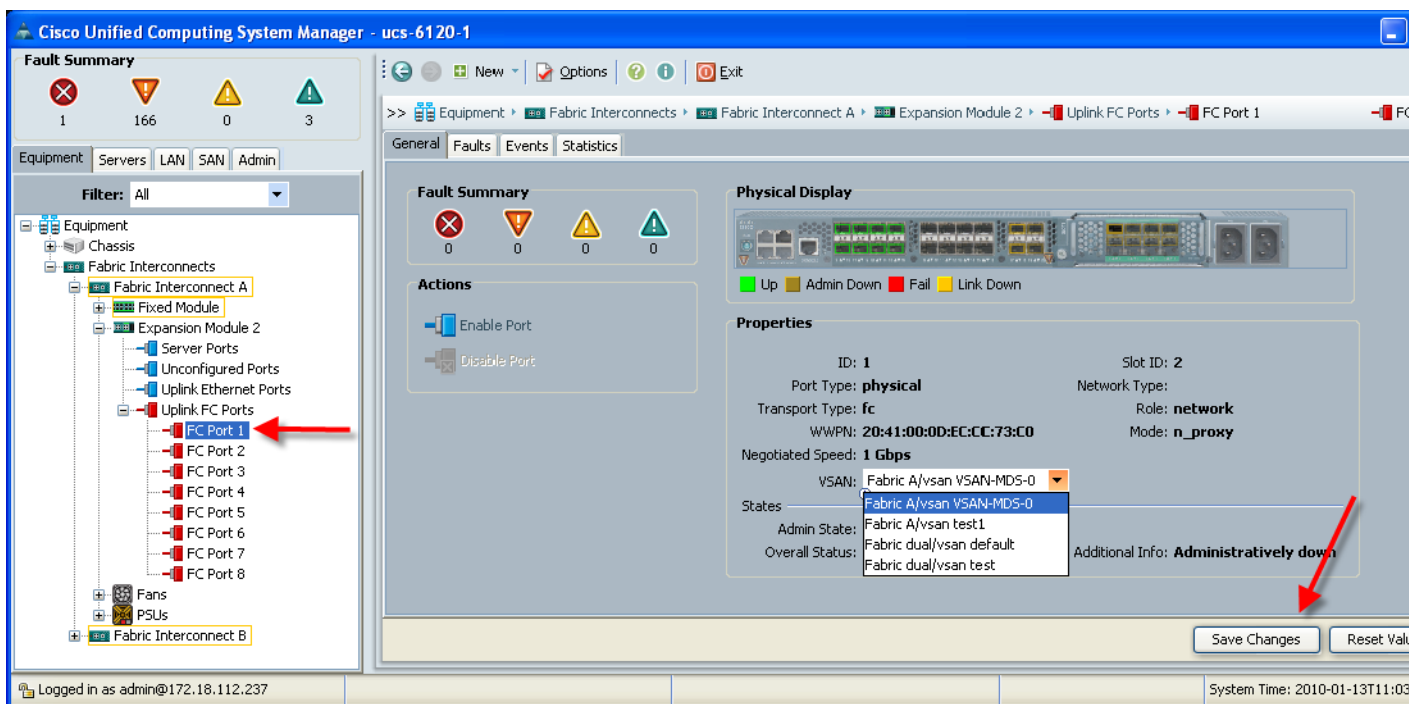 Cisco Unified Computing System Manager - ucs-6120-1
Fault Summary
1 166 0 3
Equipment Servers LAN SAN Admin
Filter: All
Equipment
Chassis
Fabric Interconnects
Fabric Interconnect A
Fixed Module
Expansion Module 2
Server Ports
Unconfigured Ports
Uplink Ethernet Ports
Uplink FC Ports
FC Port 1
FC Port 2
FC Port 3
FC Port 4
FC Port 5
FC Port 6
FC Port 7
FC Port 8
Fans
PSUs
Fabric Interconnect B
New Options Exit
>> Equipment Fabric Interconnects Fabric Interconnect A Expansion Module 2 Uplink FC Ports FC Port 1 FC
General Faults Events Statistics
Fault Summary
0 0 0 0
Actions
Enable Port
Disable Port
Physical Display
Up Admin Down Fail Link Down
Properties
ID: 1 Slot ID: 2
Port Type: physical Network Type:
Transport Type: fc Role: network
WWPN: 20:41:00:0D:EC:CC:73:C0 Mode: n_proxy
Negotiated Speed: 1 Gbps
VSAN: Fabric A/vsan VSAN-MDS-0
Fabric A/vsan VSAN-MDS-0
Fabric A/vsan test1
Fabric dual/vsan default
Fabric dual/vsan test
States
Admin State:
Overall Status: Additional Info: Administratively down
Save Changes Reset Valu
Logged in as admin@172.18.112.237 System Time: 2010-01-13T11:03